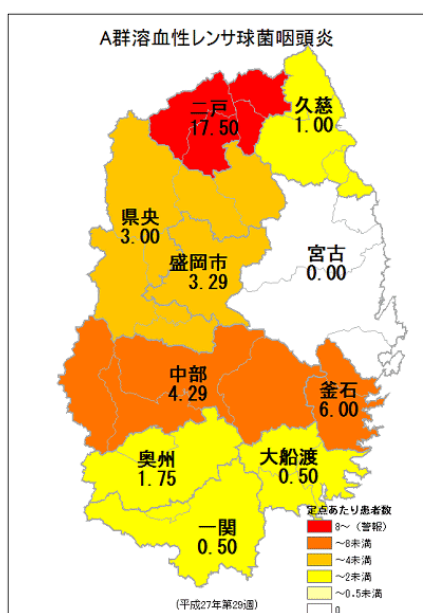 A群溶血性レンサ球菌咽頭炎
二戸
17.50
久慈
1.00
県央
3.00
盛岡市
3.29
宮古
0.00
中部
4.29
釜石
6.00
奥州
1.75
大船渡
0.50
一関
0.50
定点あたり患者数
8～（警報）
～8未満
～4未満
～2未満
～0.5未満
0
(平成27年第29週)